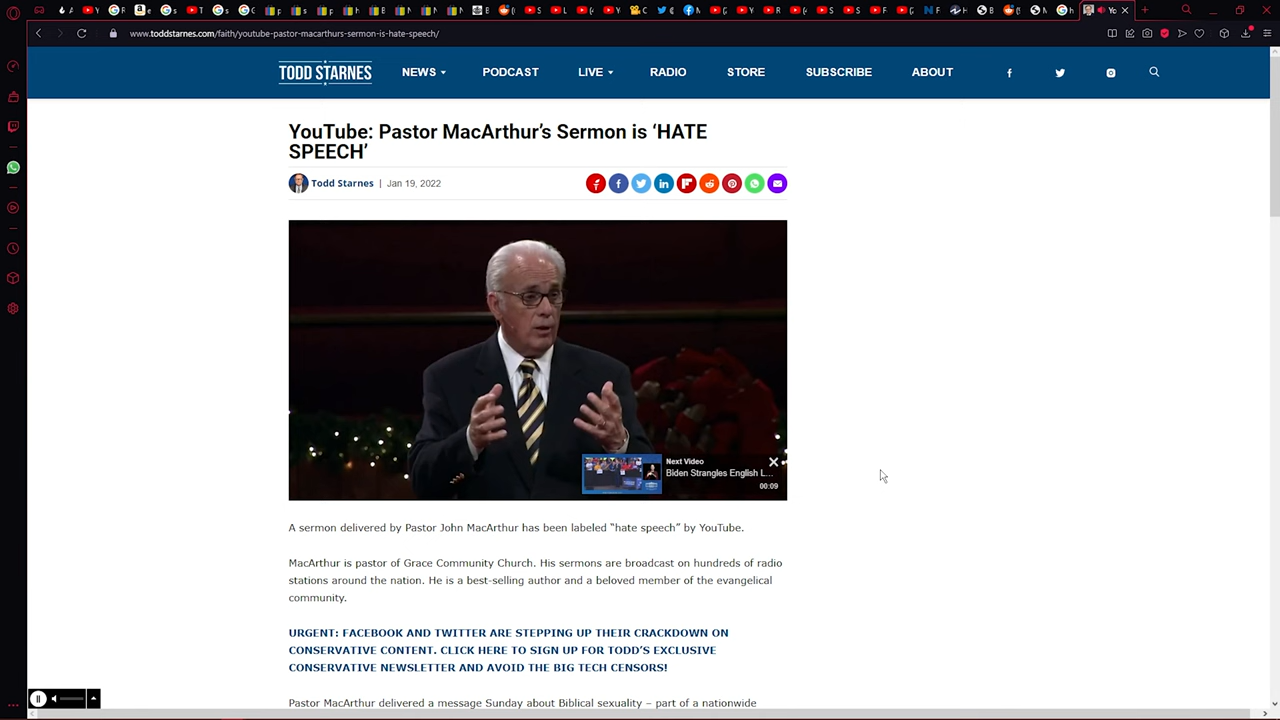 www.toddstarnes.com/faith/youtube-pastor-macarthurs-sermon-is-hate-speech/
TODD STARNES
NEWS PODCAST LIVE RADIO STORE SUBSCRIBE ABOUT
YouTube: Pastor MacArthur's Sermon is 'HATE
SPEECH'
Todd Starnes | Jan 19, 2022
Next Video
Biden Strangles English L...
00:09
A sermon delivered by Pastor John MacArthur has been labeled "hate speech" by YouTube.
MacArthur is pastor of Grace Community Church. His sermons are broadcast on hundreds of radio
stations around the nation. He is a best-selling author and a beloved member of the evangelical
community.
URGENT: FACEBOOK AND TWITTER ARE STEPPING UP THEIR CRACKDOWN ON
CONSERVATIVE CONTENT. CLICK HERE TO SIGN UP FOR TODD'S EXCLUSIVE
CONSERVATIVE NEWSLETTER AND AVOID THE BIG TECH CENSORS!
Pastor MacArthur delivered a message Sunday about Biblical sexuality – part of a nationwide